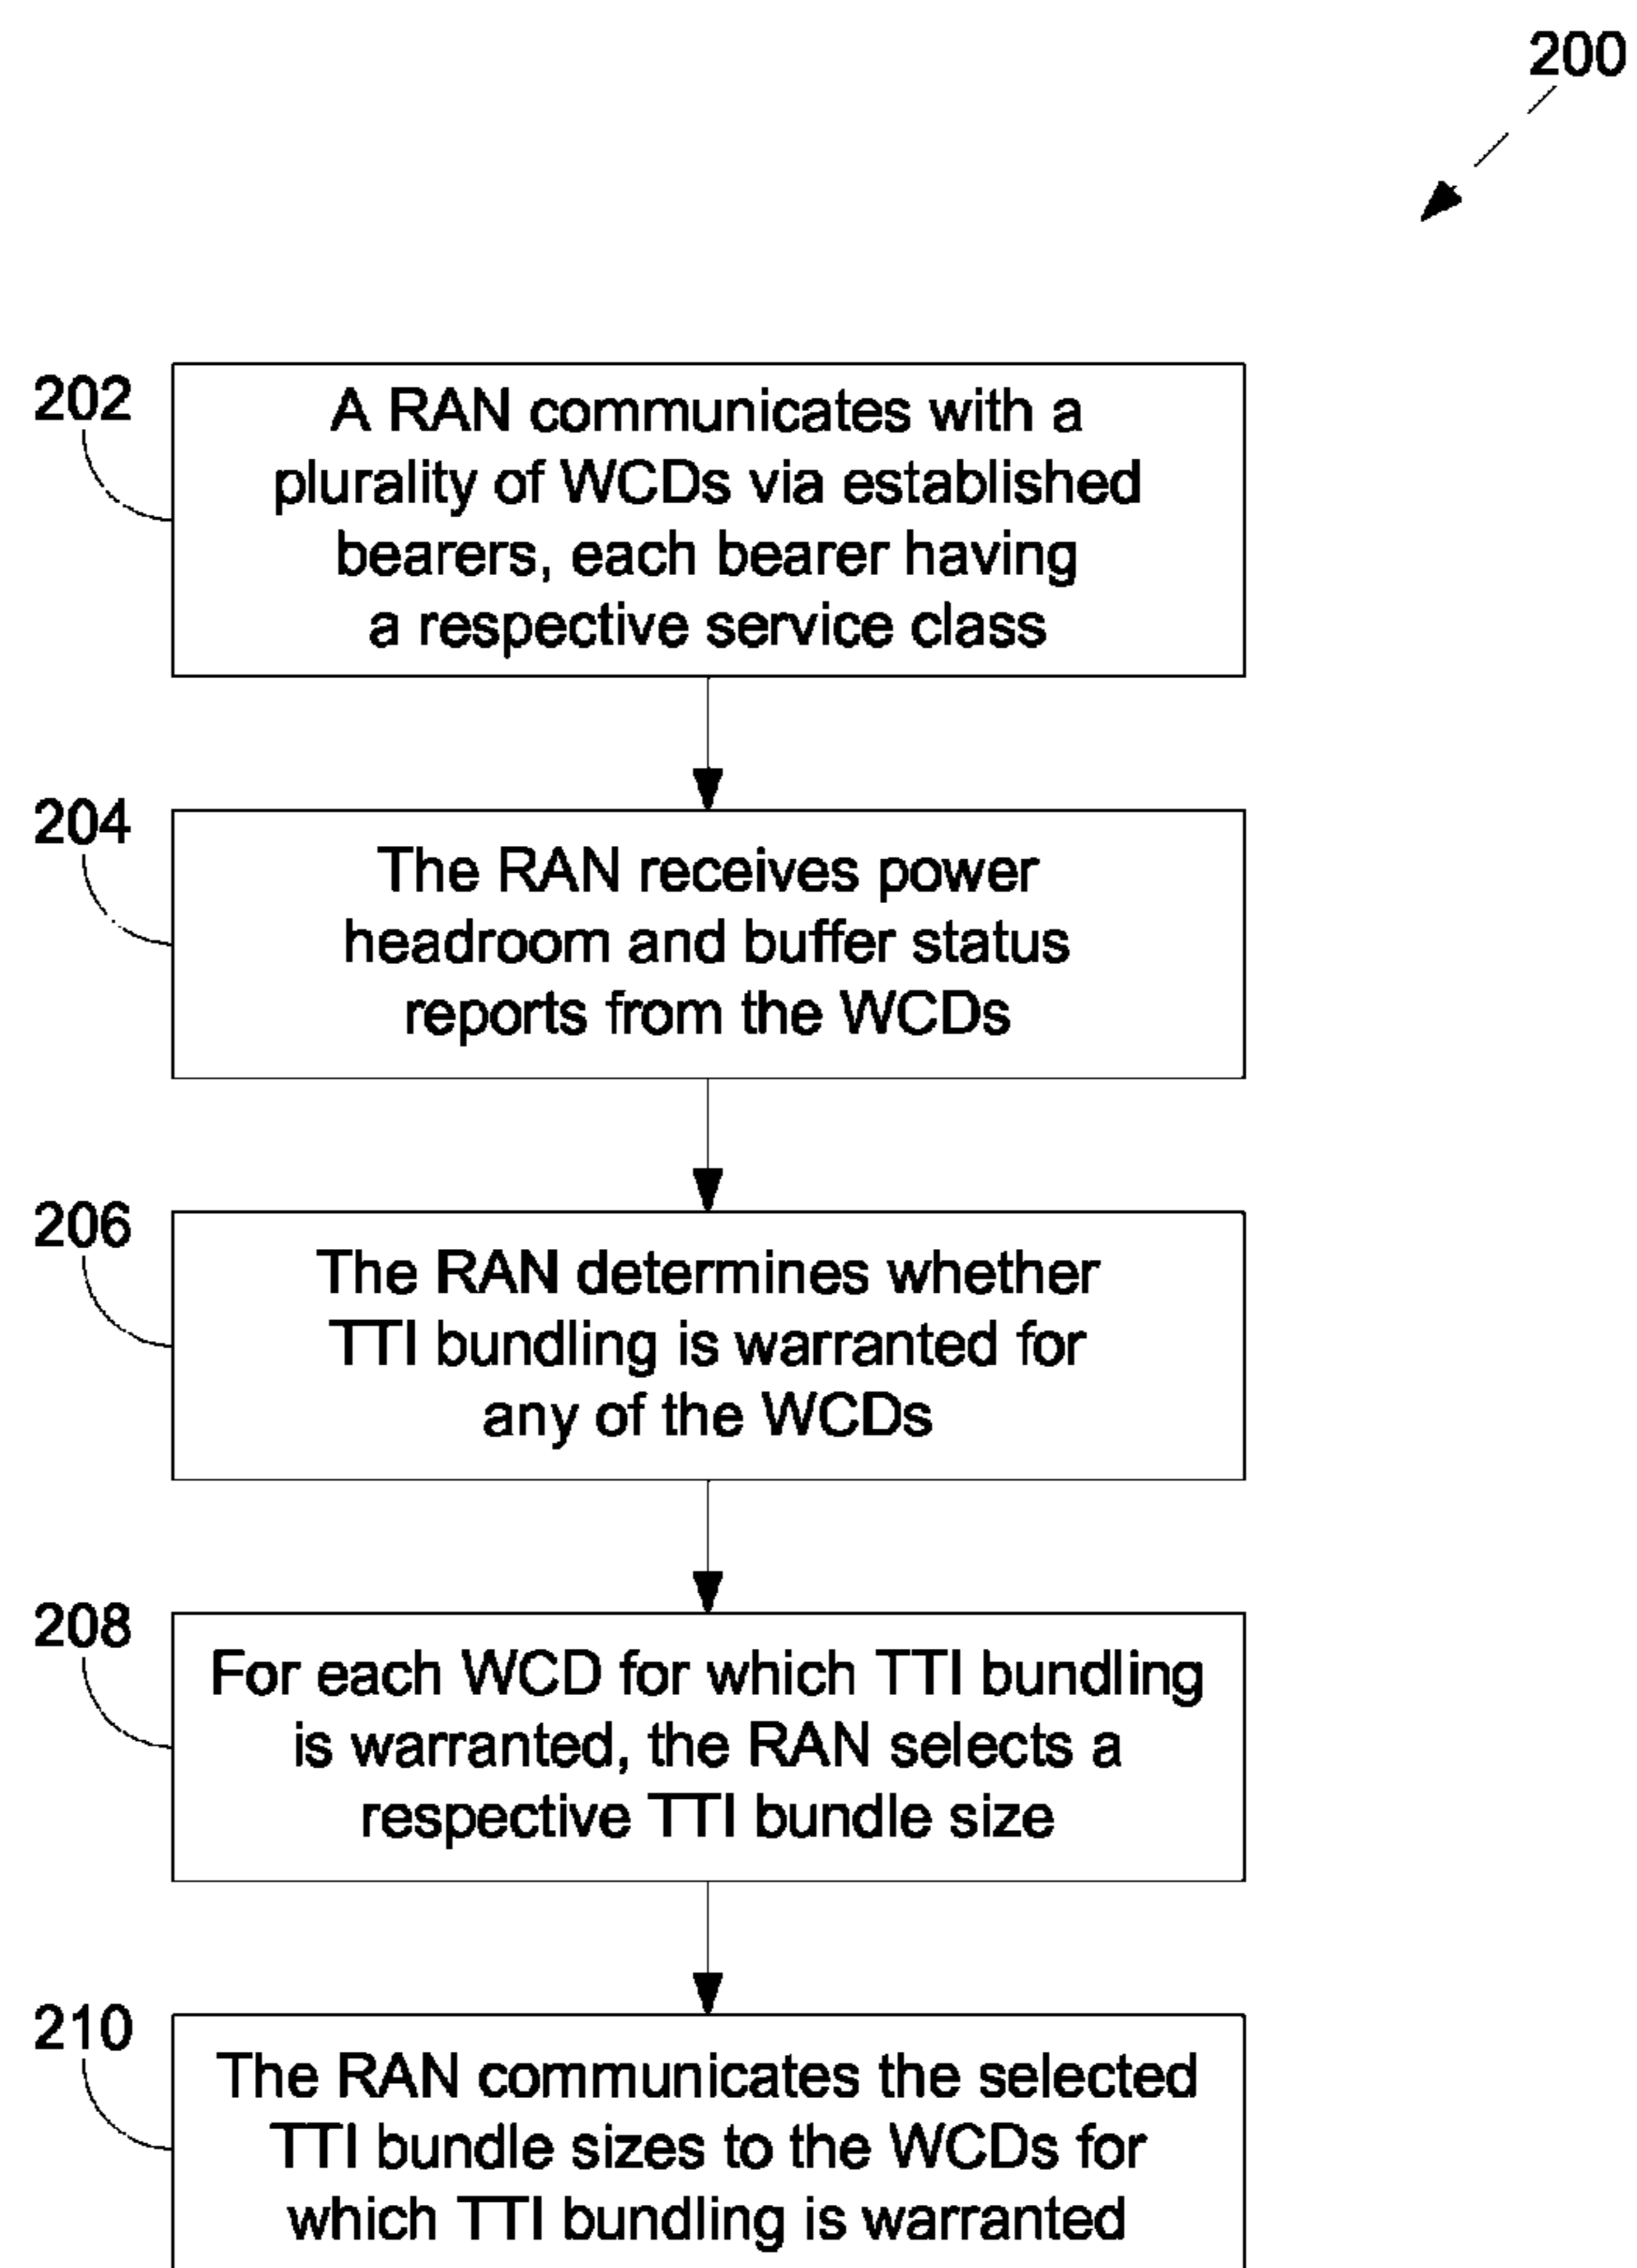 200
202
A RAN communicates with a
plurality of WCDs via established
bearers, each bearer having
a respective service class
204
The RAN receives power
headroom and buffer status
reports from the WCDs
206
The RAN determines whether
TTI bundling is warranted for
any of the WCDs
208
For each WCD for which TTI bundling
is warranted, the RAN selects a
respective TTI bundle size
210
The RAN communicates the selected
TTI bundle sizes to the WCDs for
which TTI bundling is warranted